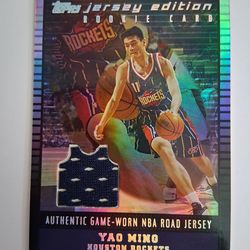 Topps jersey edition
ROOKIE CARD
ROCKETS
ROCKETS
11
AUTHENTIC GAME-WORN NBA ROAD JERSEY
YAO MING
HOUSTON ROCKETS